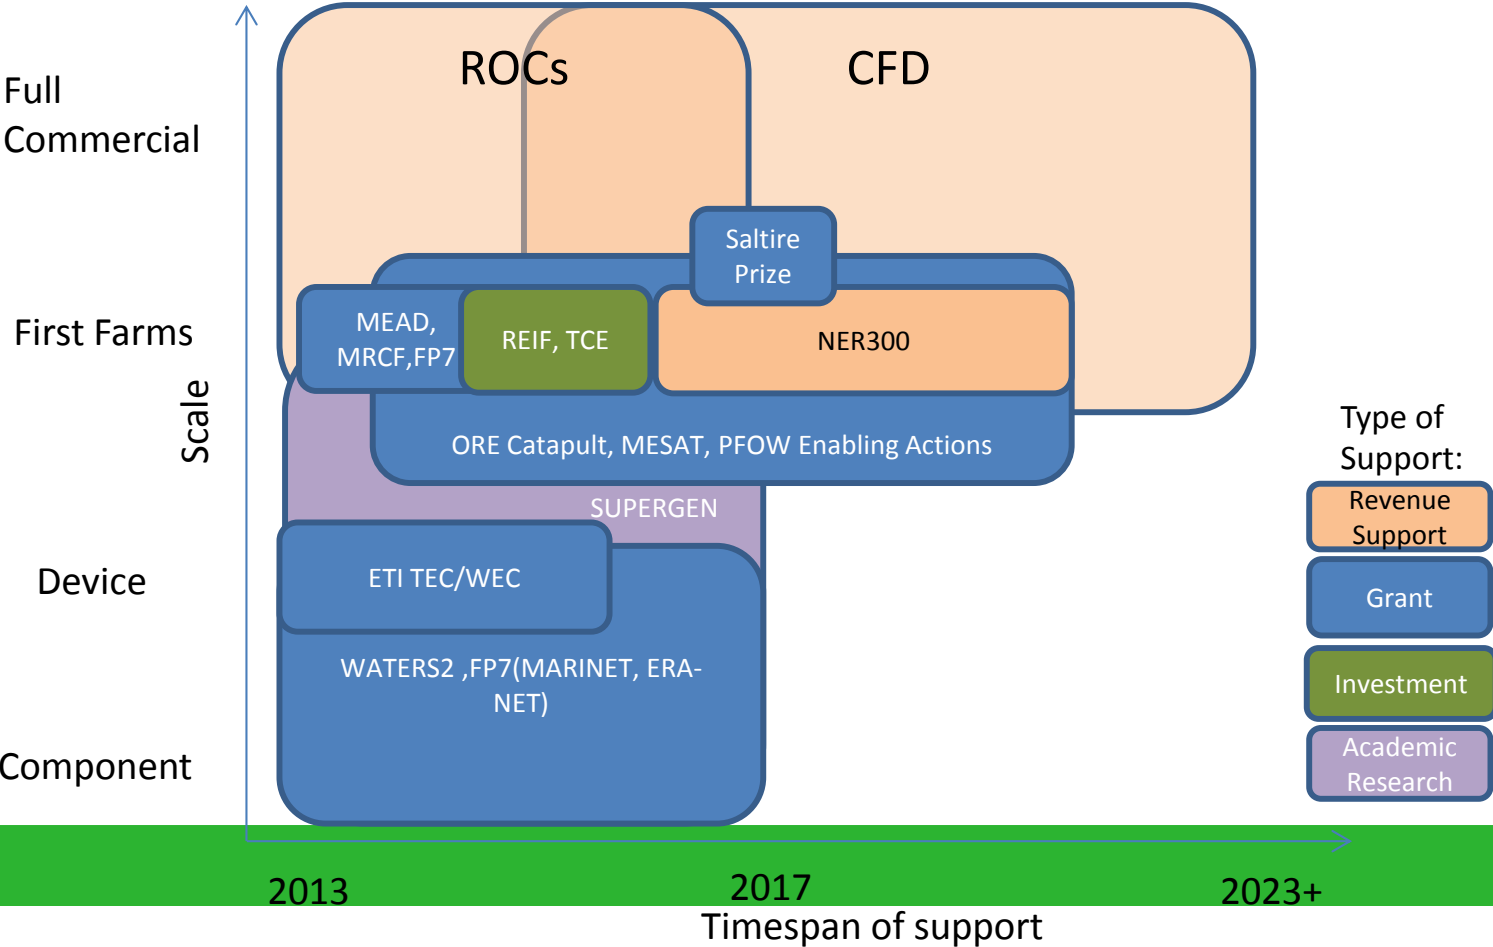 ROCs
CFD
Full
Commercial
Saltire
Prize
First Farms
MEAD,
MRCF,FP7
REIF, TCE
NER300
Scale
ORE Catapult, MESAT, PFOW Enabling Actions
SUPERGEN
Device
ETI TEC/WEC
WATERS2 ,FP7(MARINET, ERA-
NET)
Component
Type of
Support:
Revenue
Support
Grant
Investment
Academic
Research
2013
2017
2023+
Timespan of support